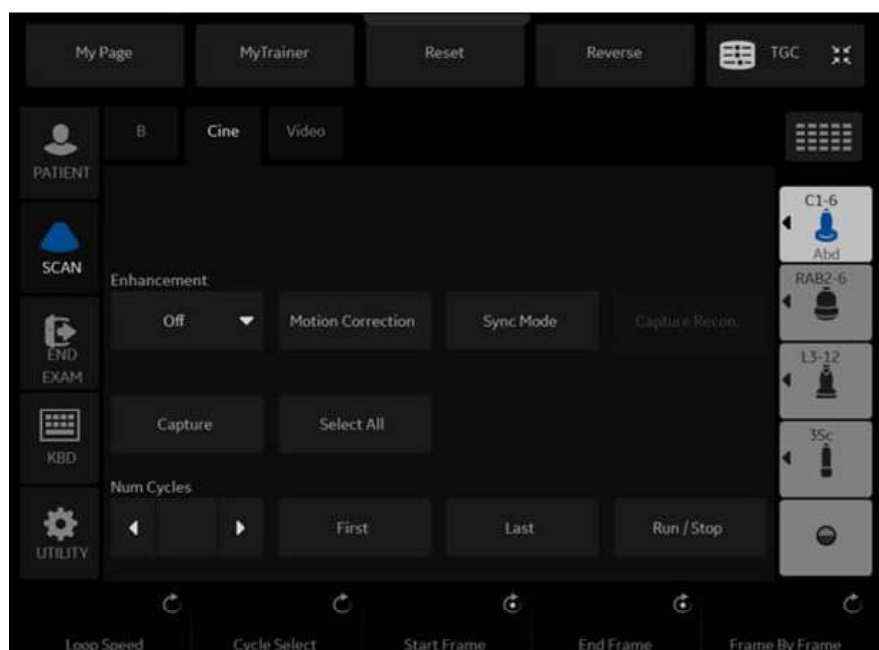 My Page
MyTrainer
Reset
Reverse
TGC
PATIENT
SCAN
END
EXAM
KBD
UTILITY
B
Cine
Video
Enhancement
Off
Motion Correction
Sync Mode
Capture Recon.
Capture
Select All
Num Cycles
First
Last
Run / Stop
C1-6
Abd
RAB2-6
L3-12
3Sc
Loop Speed
Cycle Select
Start Frame
End Frame
Frame By Frame